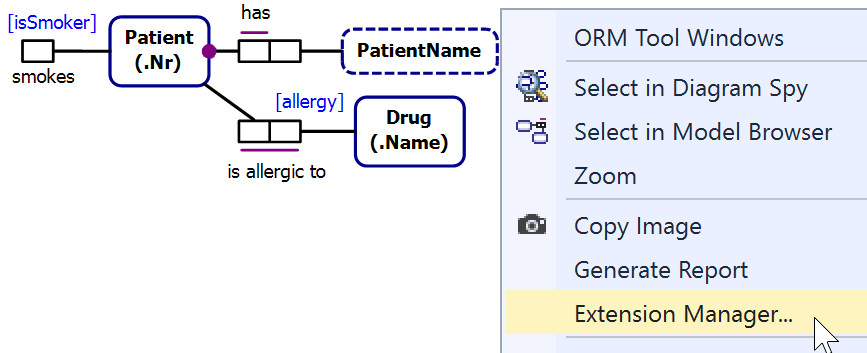 [isSmoker]
smokes
Patient
(.Nr)
has
PatientName
[allergy]
Drug
(.Name)
is allergic to
ORM Tool Windows
Select in Diagram Spy
Select in Model Browser
Zoom
Copy Image
Generate Report
Extension Manager...